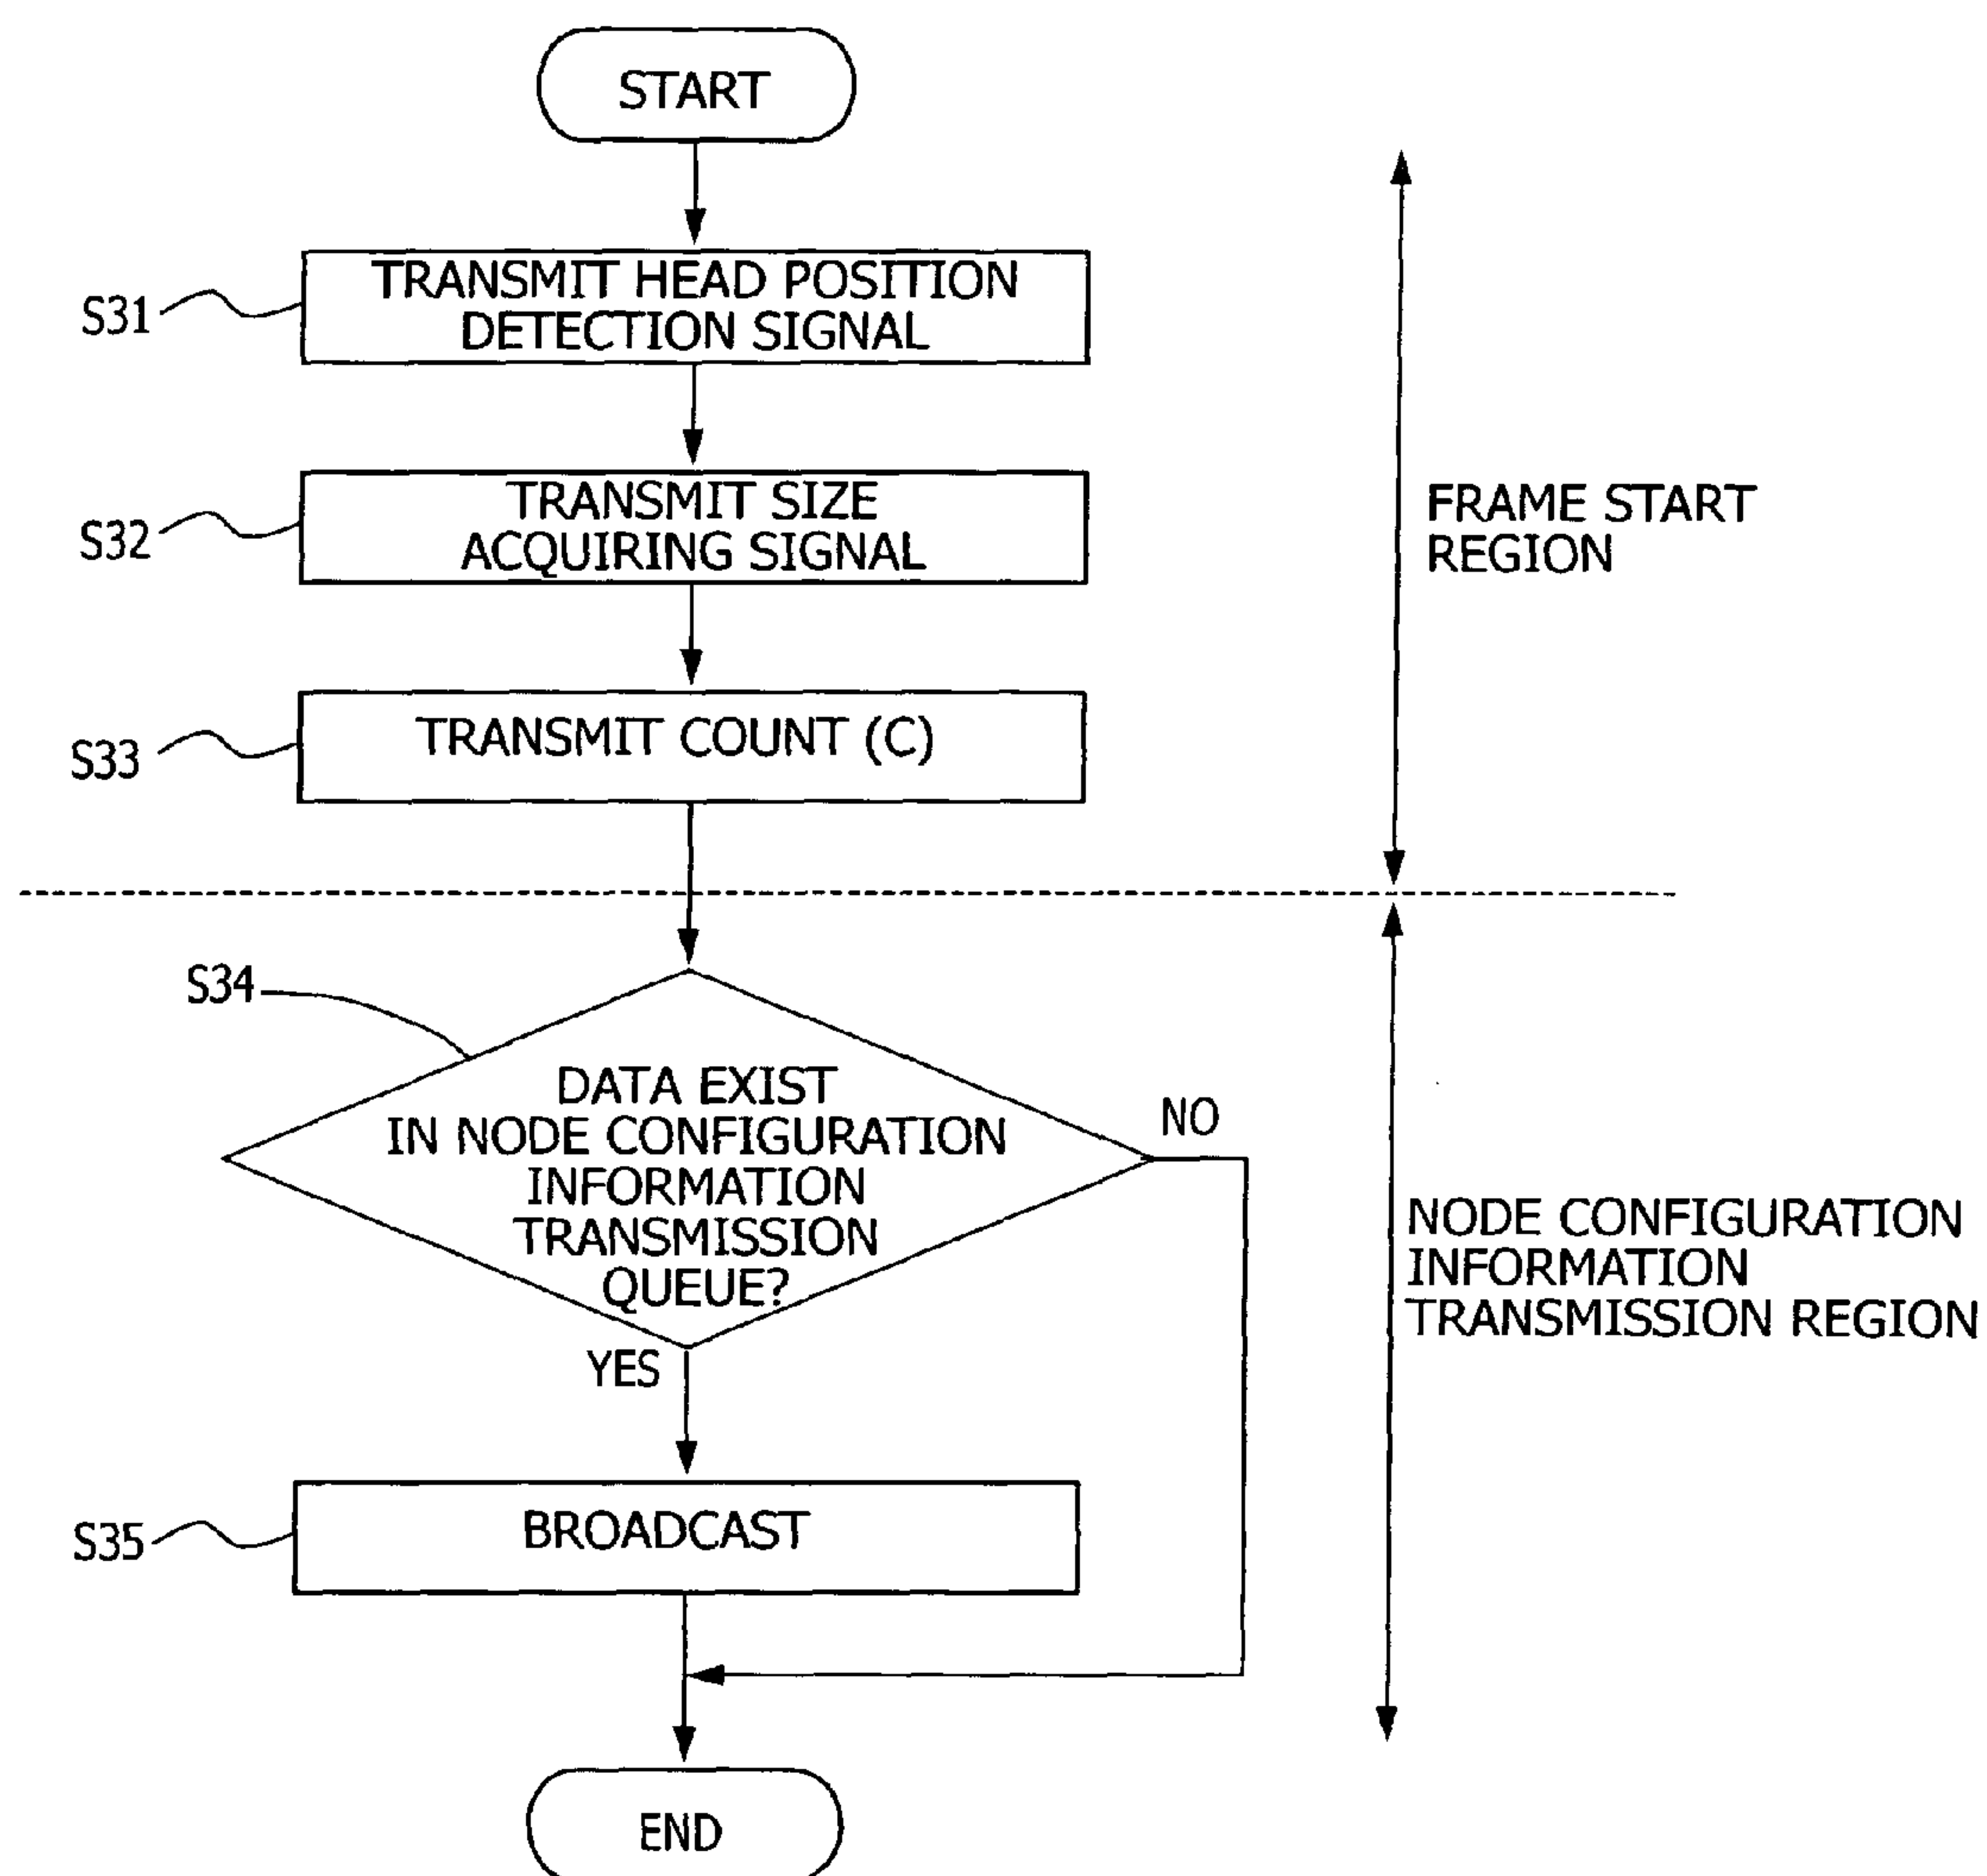 START
S31
TRANSMIT HEAD POSITION
DETECTION SIGNAL
S32
TRANSMIT SIZE
ACQUIRING SIGNAL
FRAME START
REGION
S33
TRANSMIT COUNT (C)
S34
DATA EXIST
IN NODE CONFIGURATION
INFORMATION
TRANSMISSION
QUEUE?
NO
YES
NODE CONFIGURATION
INFORMATION
TRANSMISSION REGION
S35
BROADCAST
END